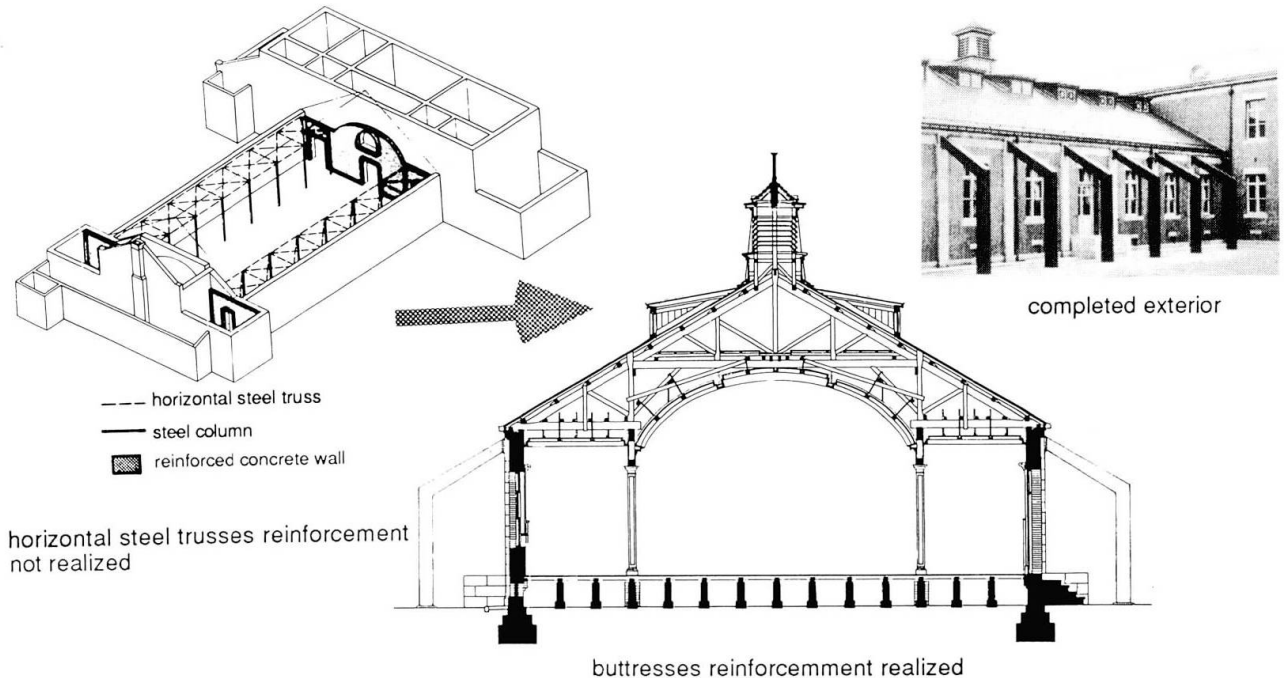 horizontal steel truss
steel column
reinforced concrete wall
horizontal steel trusses reinforcement
not realized
completed exterior
buttresses reinforcemment realized